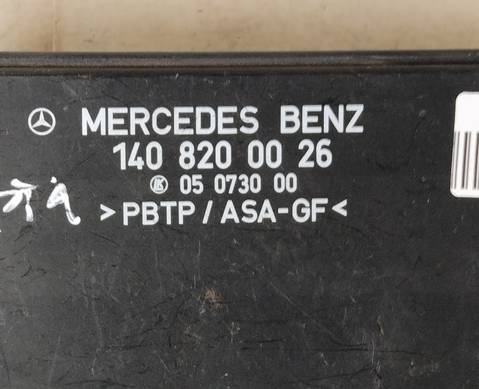 MERCEDES BENZ
140 820 00 26
05 0730 00
>PBTP/ASA-GF<